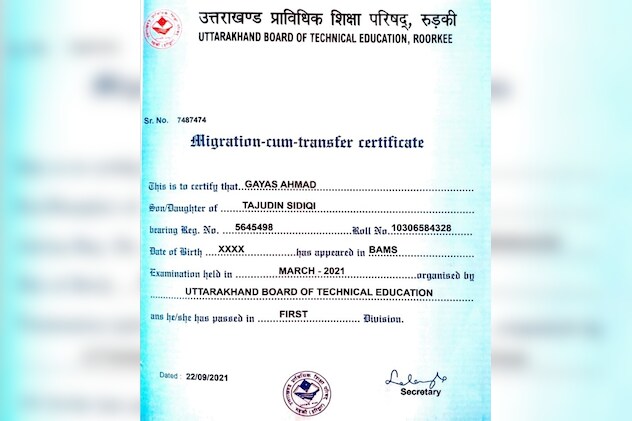 उत्तराखण्ड प्राविधिक शिक्षा परिषद्, रुड़की
UTTARAKHAND BOARD OF TECHNICAL EDUCATION, ROORKEE
Sr. No. 7487474
Migration-cum-transfer certificate
This is to certify that GAYAS AHMAD
Son/Daughter of TAJUDIN SIDIQI
bearing Reg. No. 5645498 Roll No. 10306584328
Date of Birth XXXX has appeared in BAMS
Examination held in MARCH - 2021 organised by
UTTARAKHAND BOARD OF TECHNICAL EDUCATION
ans he/she has passed in FIRST Division.
Dated : 22/09/2021
Secretary